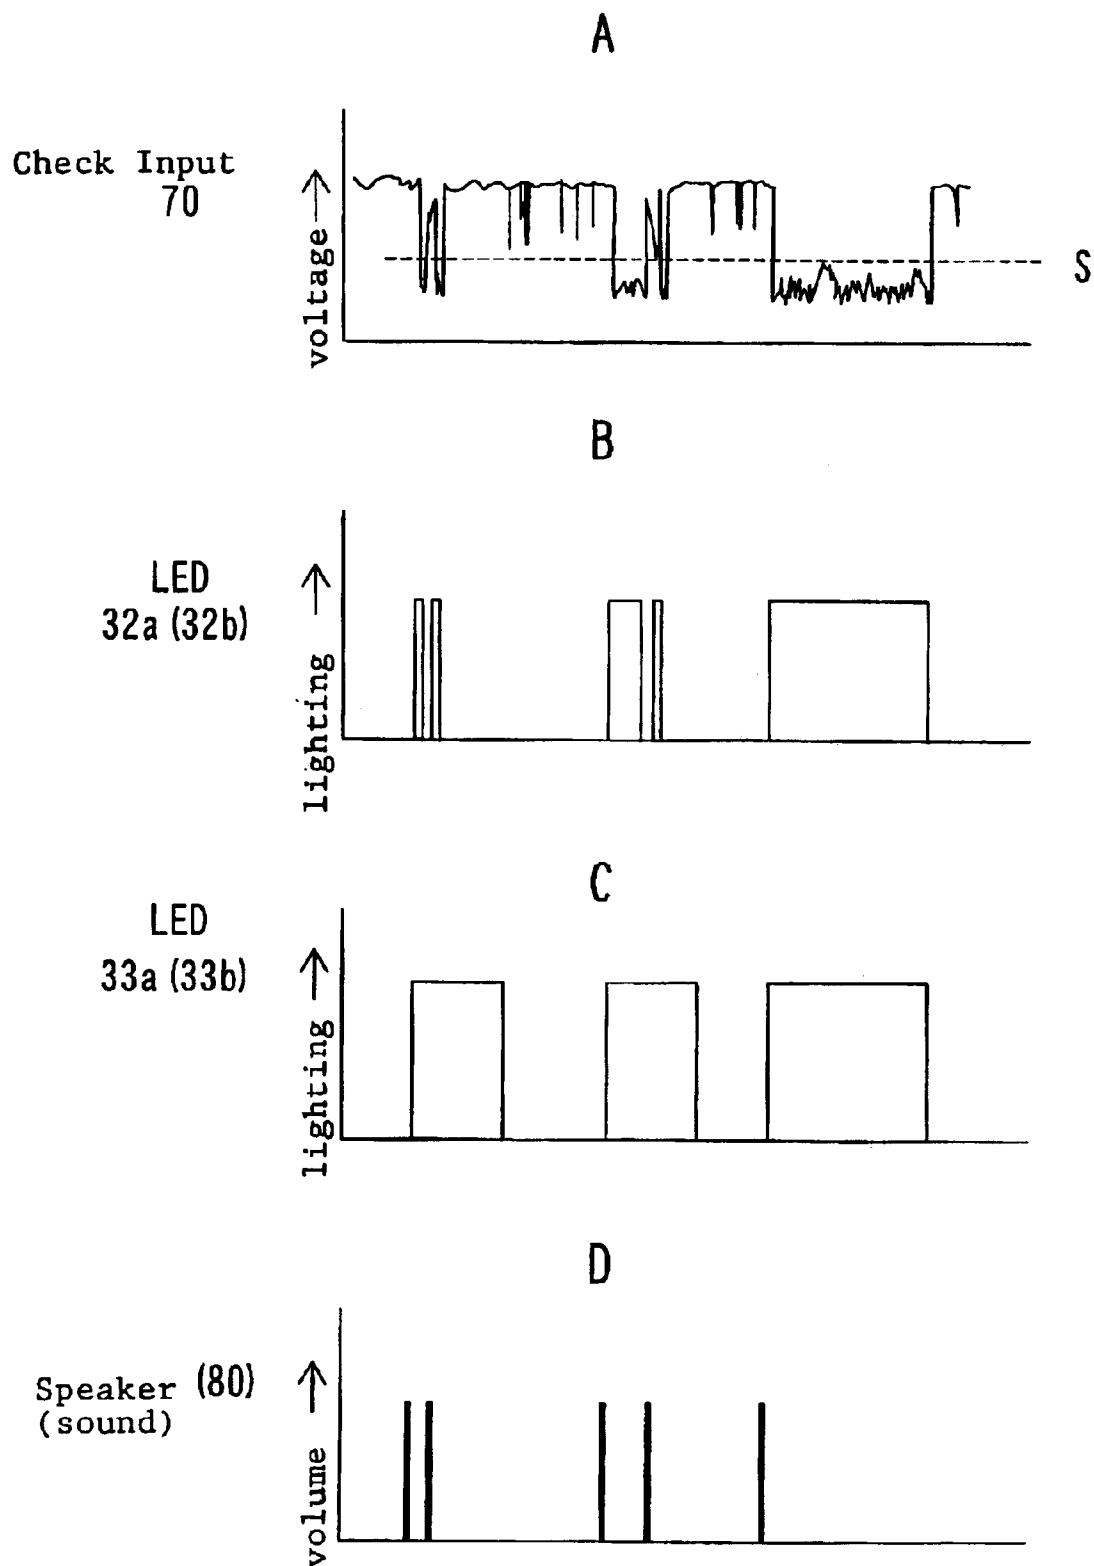 A
Check Input
70
voltage
S
B
LED
32a (32b)
lighting
C
LED
33a (33b)
lighting
D
Speaker (80)
(sound)
volume